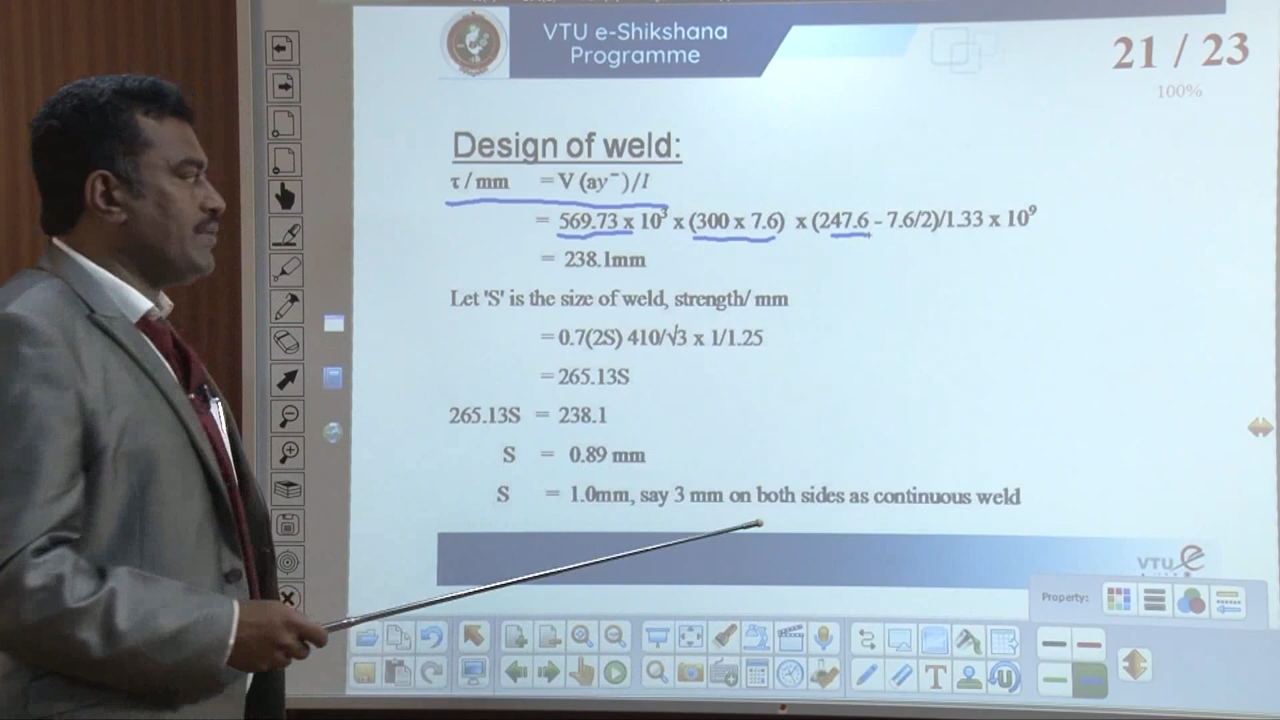 VTU e-Shikshana
Programme
21 / 23
100%
Design of weld:
τ / mm = V (ay⁻) / I
= 569.73 x 10³ x (300 x 7.6) x (247.6 - 7.6/2)/1.33 x 10⁹
= 238.1mm
Let 'S' is the size of weld, strength/ mm
= 0.7(2S) 410/√3 x 1/1.25
= 265.13S
265.13S = 238.1
S = 0.89 mm
S = 1.0mm, say 3 mm on both sides as continuous weld
VTU e
Property: